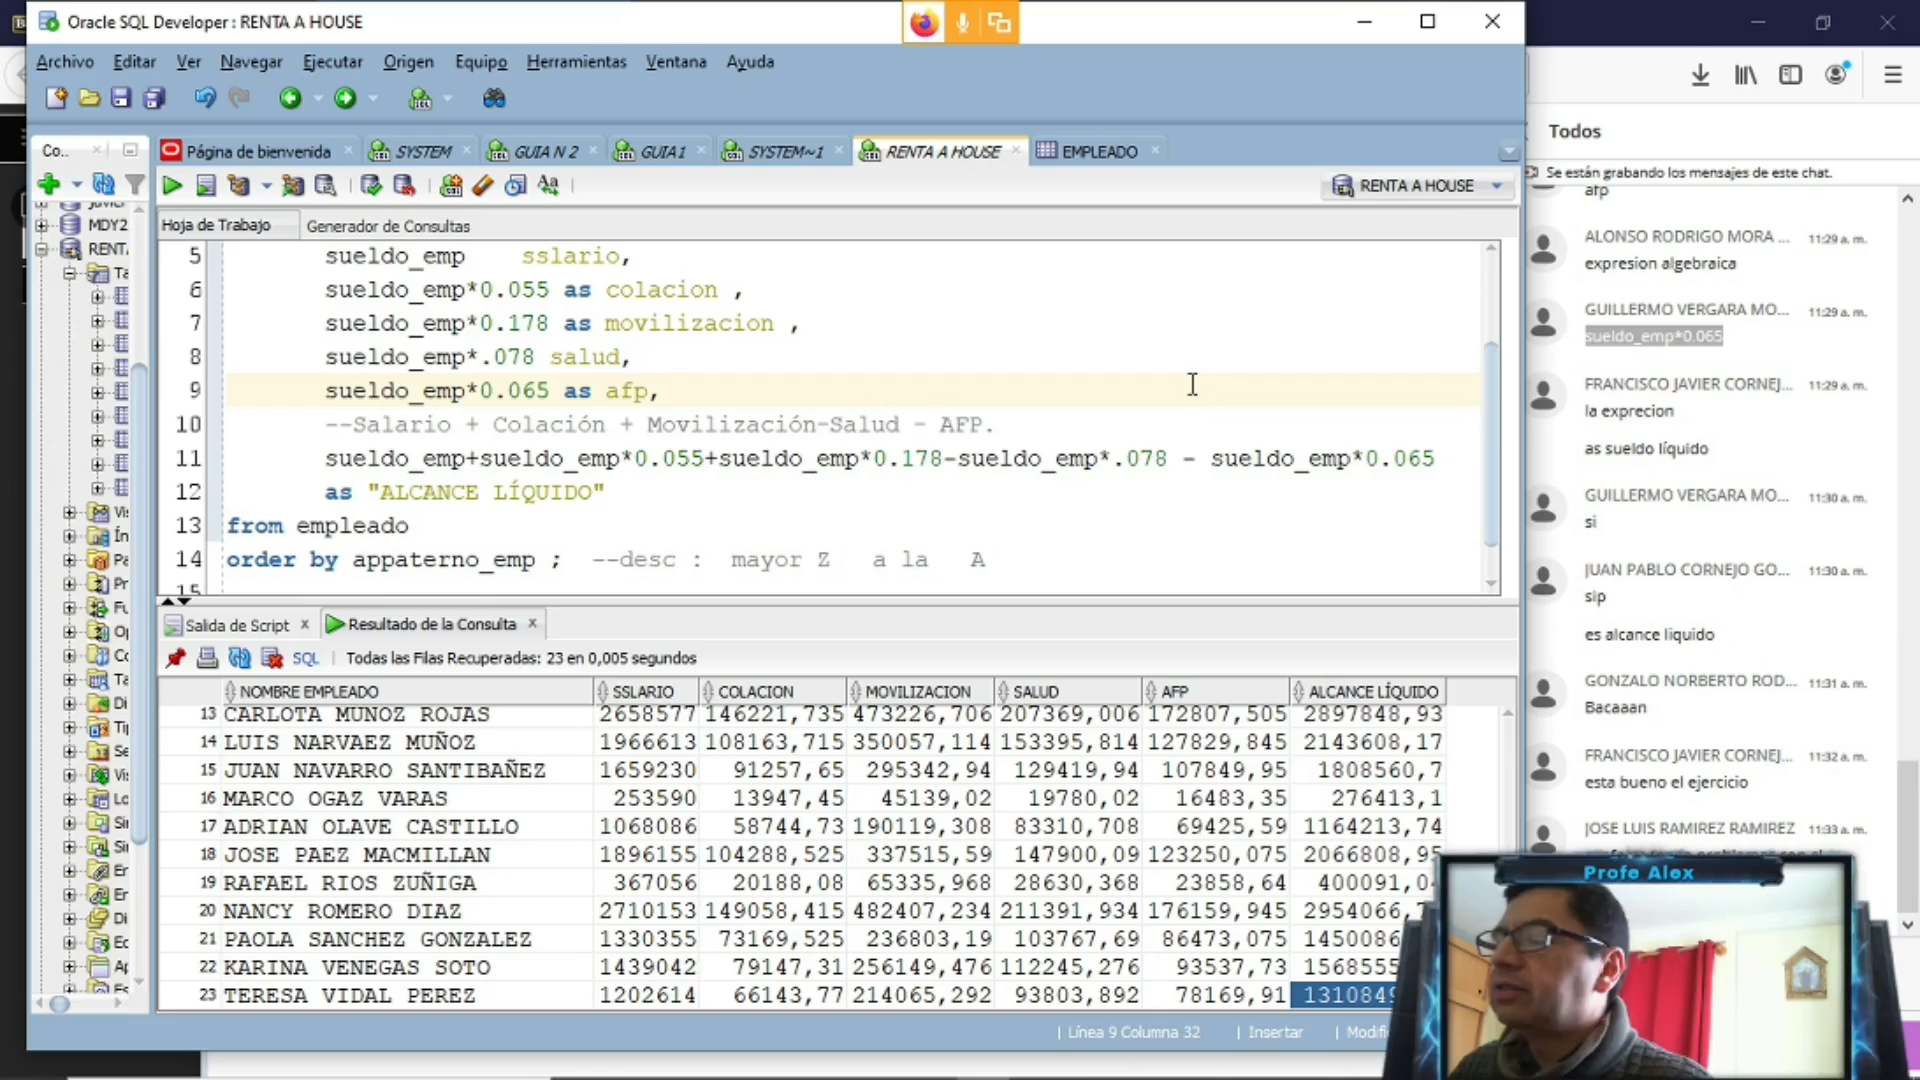 Oracle SQL Developer : RENTA A HOUSE
Archivo Editar Ver Navegar Ejecutar Origen Equipo Herramientas Ventana Ayuda
Co...
Página de bienvenida
SYSTEM
GUIA N 2
GUIA1
SYSTEM~1
RENTA A HOUSE
EMPLEADO
RENTA A HOUSE
Hoja de Trabajo
Generador de Consultas
MDY2
RENT
Ta
5 sueldo_emp sslario,
6 sueldo_emp*0.055 as colacion ,
7 sueldo_emp*0.178 as movilizacion ,
8 sueldo_emp*.078 salud,
9 sueldo_emp*0.065 as afp,
10 --Salario + Colación + Movilización-Salud - AFP.
11 sueldo_emp+sueldo_emp*0.055+sueldo_emp*0.178-sueldo_emp*.078 - sueldo_emp*0.065
12 as "ALCANCE LÍQUIDO"
13 from empleado
14 order by appaterno_emp ; --desc : mayor Z a la A
15
Salida de Script
Resultado de la Consulta
SQL
Todas las Filas Recuperadas: 23 en 0,005 segundos
NOMBRE EMPLEADO SSLARIO COLACION MOVILIZACION SALUD AFP ALCANCE LÍQUIDO
13 CARLOTA MUNOZ ROJAS 2658577 146221,735 473226,706 207369,006 172807,505 2897848,93
14 LUIS NARVAEZ MUÑOZ 1966613 108163,715 350057,114 153395,814 127829,845 2143608,17
15 JUAN NAVARRO SANTIBAÑEZ 1659230 91257,65 295342,94 129419,94 107849,95 1808560,7
16 MARCO OGAZ VARAS 253590 13947,45 45139,02 19780,02 16483,35 276413,1
17 ADRIAN OLAVE CASTILLO 1068086 58744,73 190119,308 83310,708 69425,59 1164213,74
18 JOSE PAEZ MACMILLAN 1896155 104288,525 337515,59 147900,09 123250,075 2066808,95
19 RAFAEL RIOS ZUÑIGA 367056 20188,08 65335,968 28630,368 23858,64 400091,0
20 NANCY ROMERO DIAZ 2710153 149058,415 482407,234 211391,934 176159,945 2954066,
21 PAOLA SANCHEZ GONZALEZ 1330355 73169,525 236803,19 103767,69 86473,075 1450086
22 KARINA VENEGAS SOTO 1439042 79147,31 256149,476 112245,276 93537,73 1568555
23 TERESA VIDAL PEREZ 1202614 66143,77 214065,292 93803,892 78169,91 1310849
Línea 9 Columna 32
Insertar
Modifi
Todos
Se están grabando los mensajes de este chat.
afp
ALONSO RODRIGO MORA ... 11:29 a. m.
expresion algebraica
GUILLERMO VERGARA MO... 11:29 a. m.
sueldo_emp*0.065
FRANCISCO JAVIER CORNEJ... 11:29 a. m.
la exprecion
as sueldo líquido
GUILLERMO VERGARA MO... 11:30 a. m.
si
JUAN PABLO CORNEJO GO... 11:30 a. m.
sip
es alcance liquido
GONZALO NORBERTO ROD... 11:31 a. m.
Bacaaan
FRANCISCO JAVIER CORNEJ... 11:32 a. m.
esta bueno el ejercicio
JOSE LUIS RAMIREZ RAMIREZ 11:33 a. m.
Profe Alex